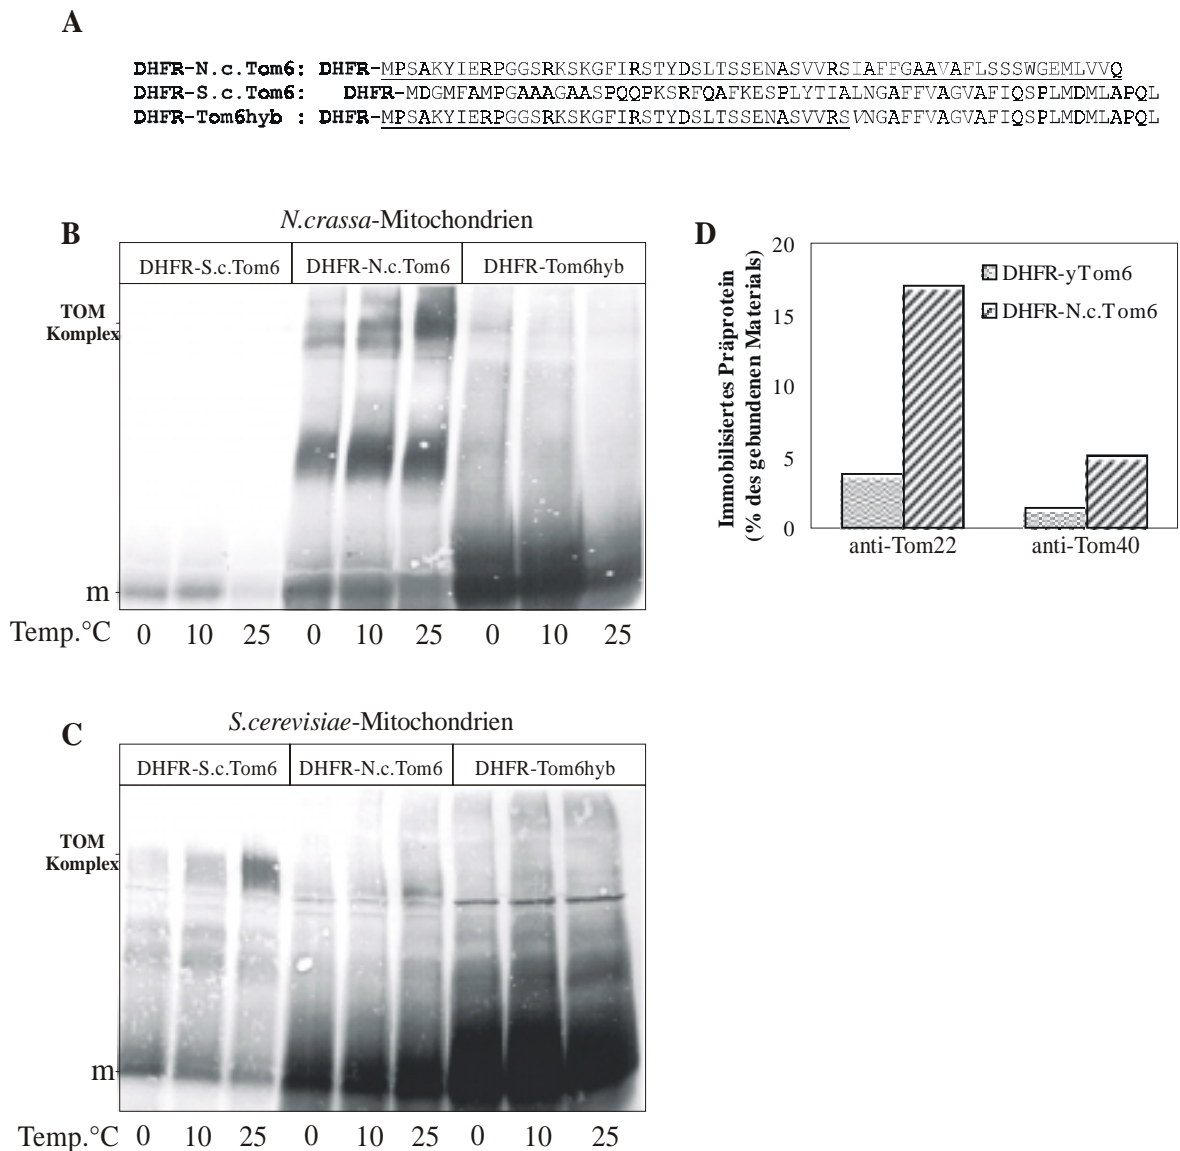 A
DHFR-N.c.Tom6: DHFR-MPSAKYIERPGGSRKSKGFIRSTYDSLTSSENASVVRSIAFFGAAVAFLSSSWGEMLVVQ
DHFR-S.c.Tom6: DHFR-MDGMFAMPGAAAGAASPQQPKSRFQAFKESPLYTIALNGAFFVAGVAFIQSPLMDMLAPQL
DHFR-Tom6hyb : DHFR-MPSAKYIERPGGSRKSKGFIRSTYDSLTSSENASVVRSVNGAFFVAGVAFIQSPLMDMLAPQL
B
N.crassa-Mitochondrien
DHFR-S.c.Tom6 DHFR-N.c.Tom6 DHFR-Tom6hyb
TOM
Komplex
m
Temp.°C 0 10 25 0 10 25 0 10 25
D
Immobilisiertes Präprotein
(% des gebundenen Materials)
20
15
10
5
0
DHFR-yTom6
DHFR-N.c.Tom6
anti-Tom22 anti-Tom40
C
S.cerevisiae-Mitochondrien
DHFR-S.c.Tom6 DHFR-N.c.Tom6 DHFR-Tom6hyb
TOM
Komplex
m
Temp.°C 0 10 25 0 10 25 0 10 25